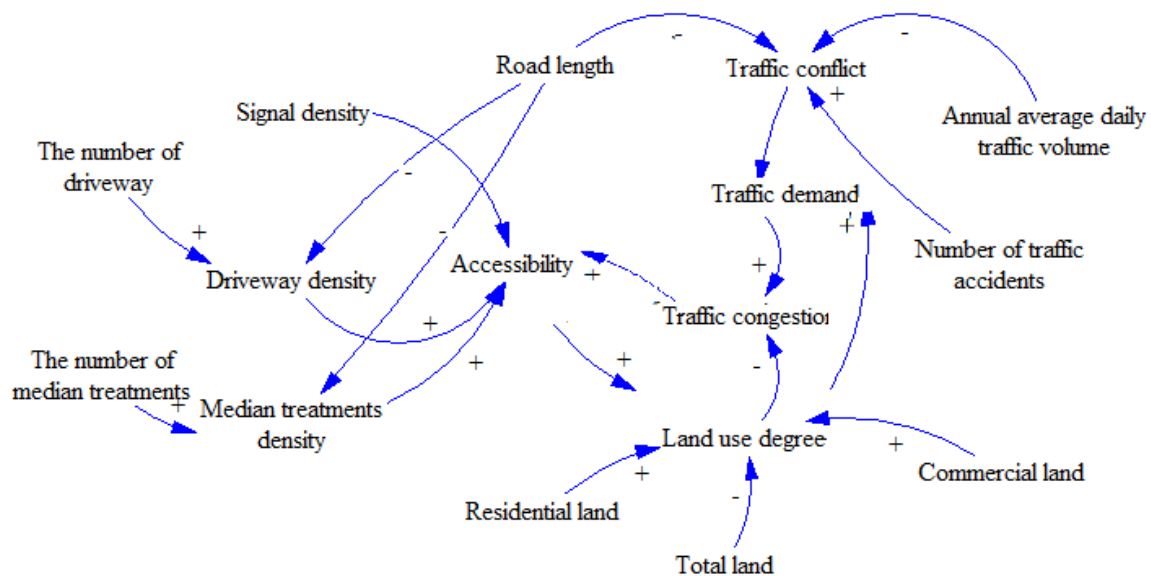 -
-
Road length
Traffic conflict
+
Signal density
Annual average daily
traffic volume
The number of
driveway
-
Traffic demand
+
+
-
+
Number of traffic
accidents
Driveway density
Accessibility
+
+
-
Traffic congestion
+
The number of
median treatments
+
+
-
+
Median treatments
density
Land use degree
+
Commercial land
+
-
Residential land
Total land